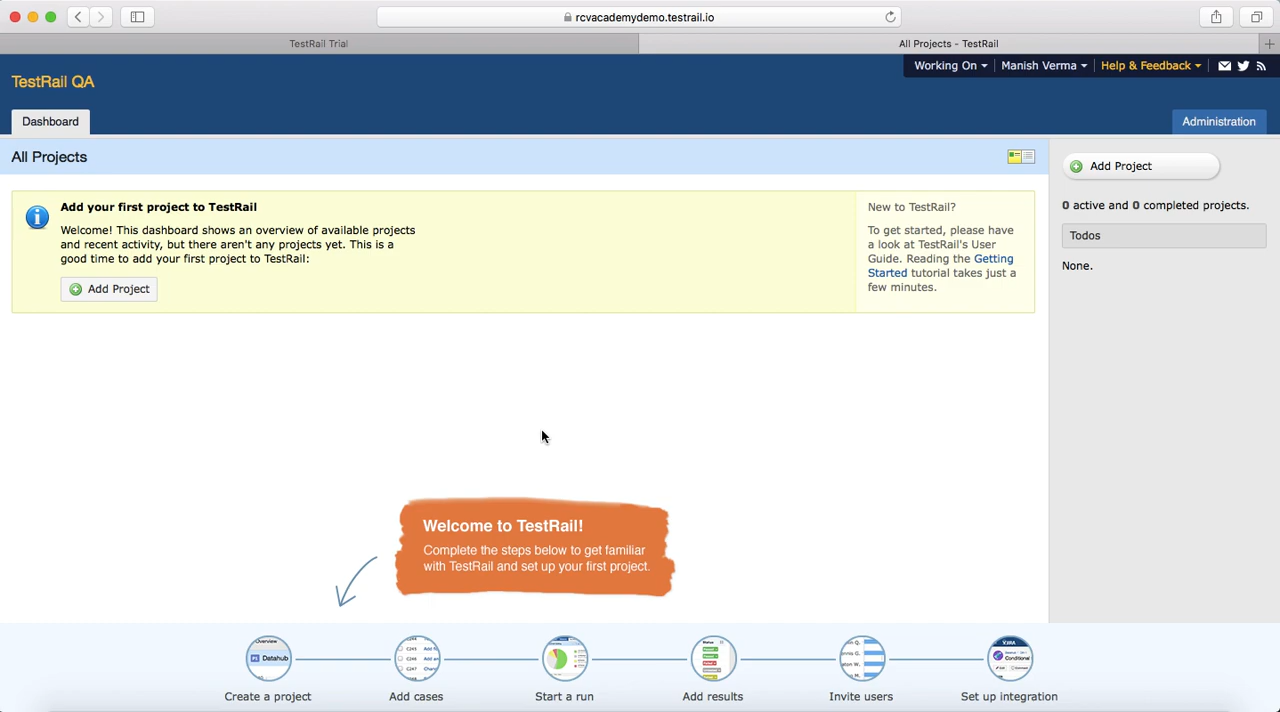 rcvacademydemo.testrail.io
TestRail Trial
All Projects - TestRail
Working On
Manish Verma
Help & Feedback
TestRail QA
Dashboard
Administration
All Projects
Add Project
0 active and 0 completed projects.
Todos
None.
Add your first project to TestRail
Welcome! This dashboard shows an overview of available projects
and recent activity, but there aren't any projects yet. This is a
good time to add your first project to TestRail:
Add Project
New to TestRail?
To get started, please have
a look at TestRail's User
Guide. Reading the Getting
Started tutorial takes just a
few minutes.
Welcome to TestRail!
Complete the steps below to get familiar
with TestRail and set up your first project.
Overview
Datahub
C245
C246
C247
Create a project
Add cases
Start a run
Add results
Invite users
Set up integration